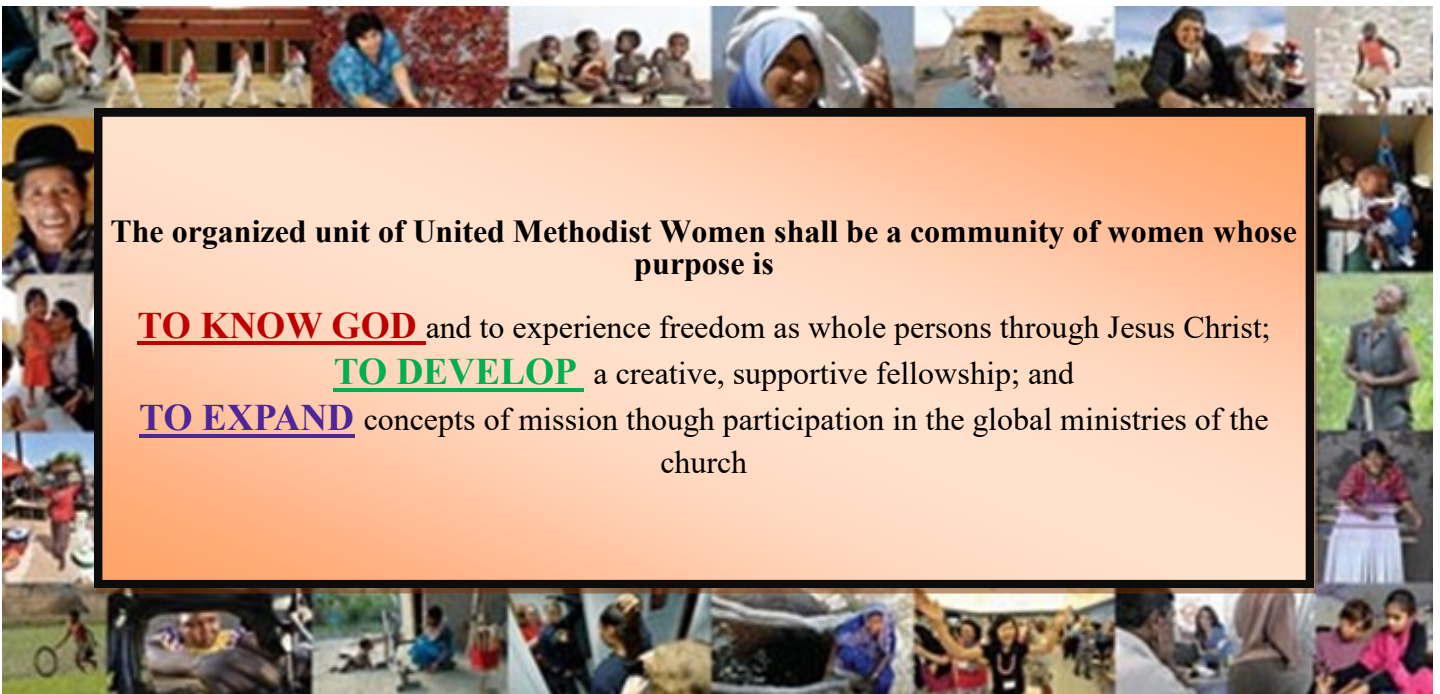 The organized unit of United Methodist Women shall be a community of women whose
purpose is
TO KNOW GOD and to experience freedom as whole persons through Jesus Christ;
TO DEVELOP a creative, supportive fellowship; and
TO EXPAND concepts of mission though participation in the global ministries of the
church